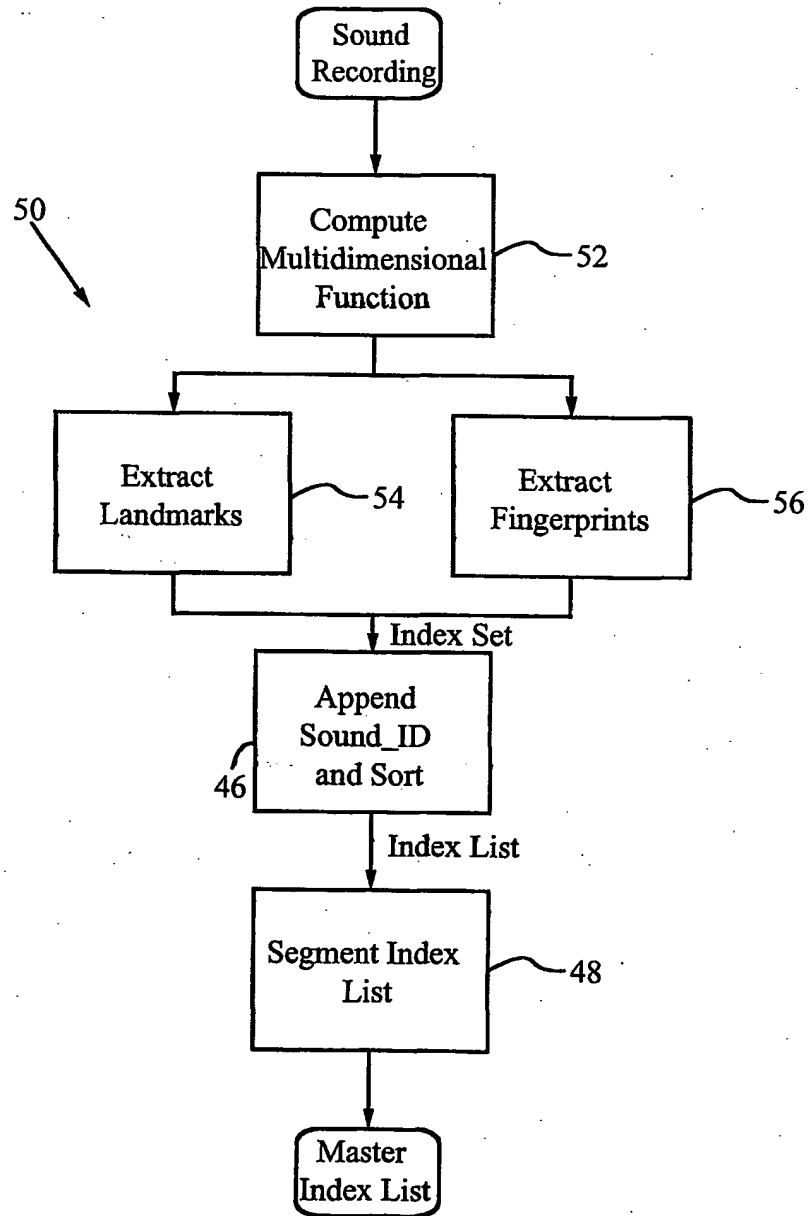 Sound
Recording
50
Compute
Multidimensional
Function
52
Extract
Landmarks
54
Extract
Fingerprints
56
Index Set
Append
Sound_ID
and Sort
46
Index List
Segment Index
List
48
Master
Index List